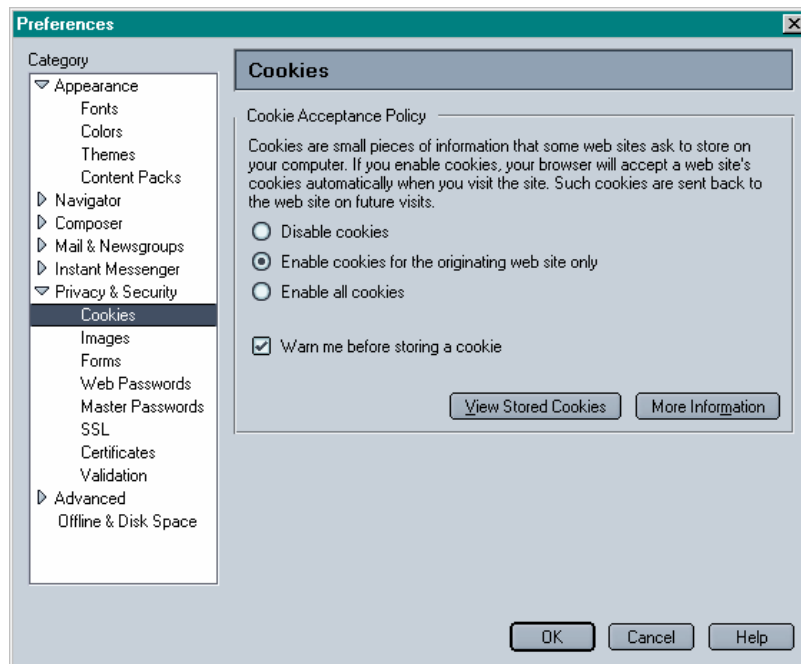 Preferences
Category
Appearance
Fonts
Colors
Themes
Content Packs
Navigator
Composer
Mail & Newsgroups
Instant Messenger
Privacy & Security
Cookies
Images
Forms
Web Passwords
Master Passwords
SSL
Certificates
Validation
Advanced
Offline & Disk Space
Cookies
Cookie Acceptance Policy
Cookies are small pieces of information that some web sites ask to store on
your computer. If you enable cookies, your browser will accept a web site's
cookies automatically when you visit the site. Such cookies are sent back to
the web site on future visits.
Disable cookies
Enable cookies for the originating web site only
Enable all cookies
Warn me before storing a cookie
View Stored Cookies More Information
OK Cancel Help